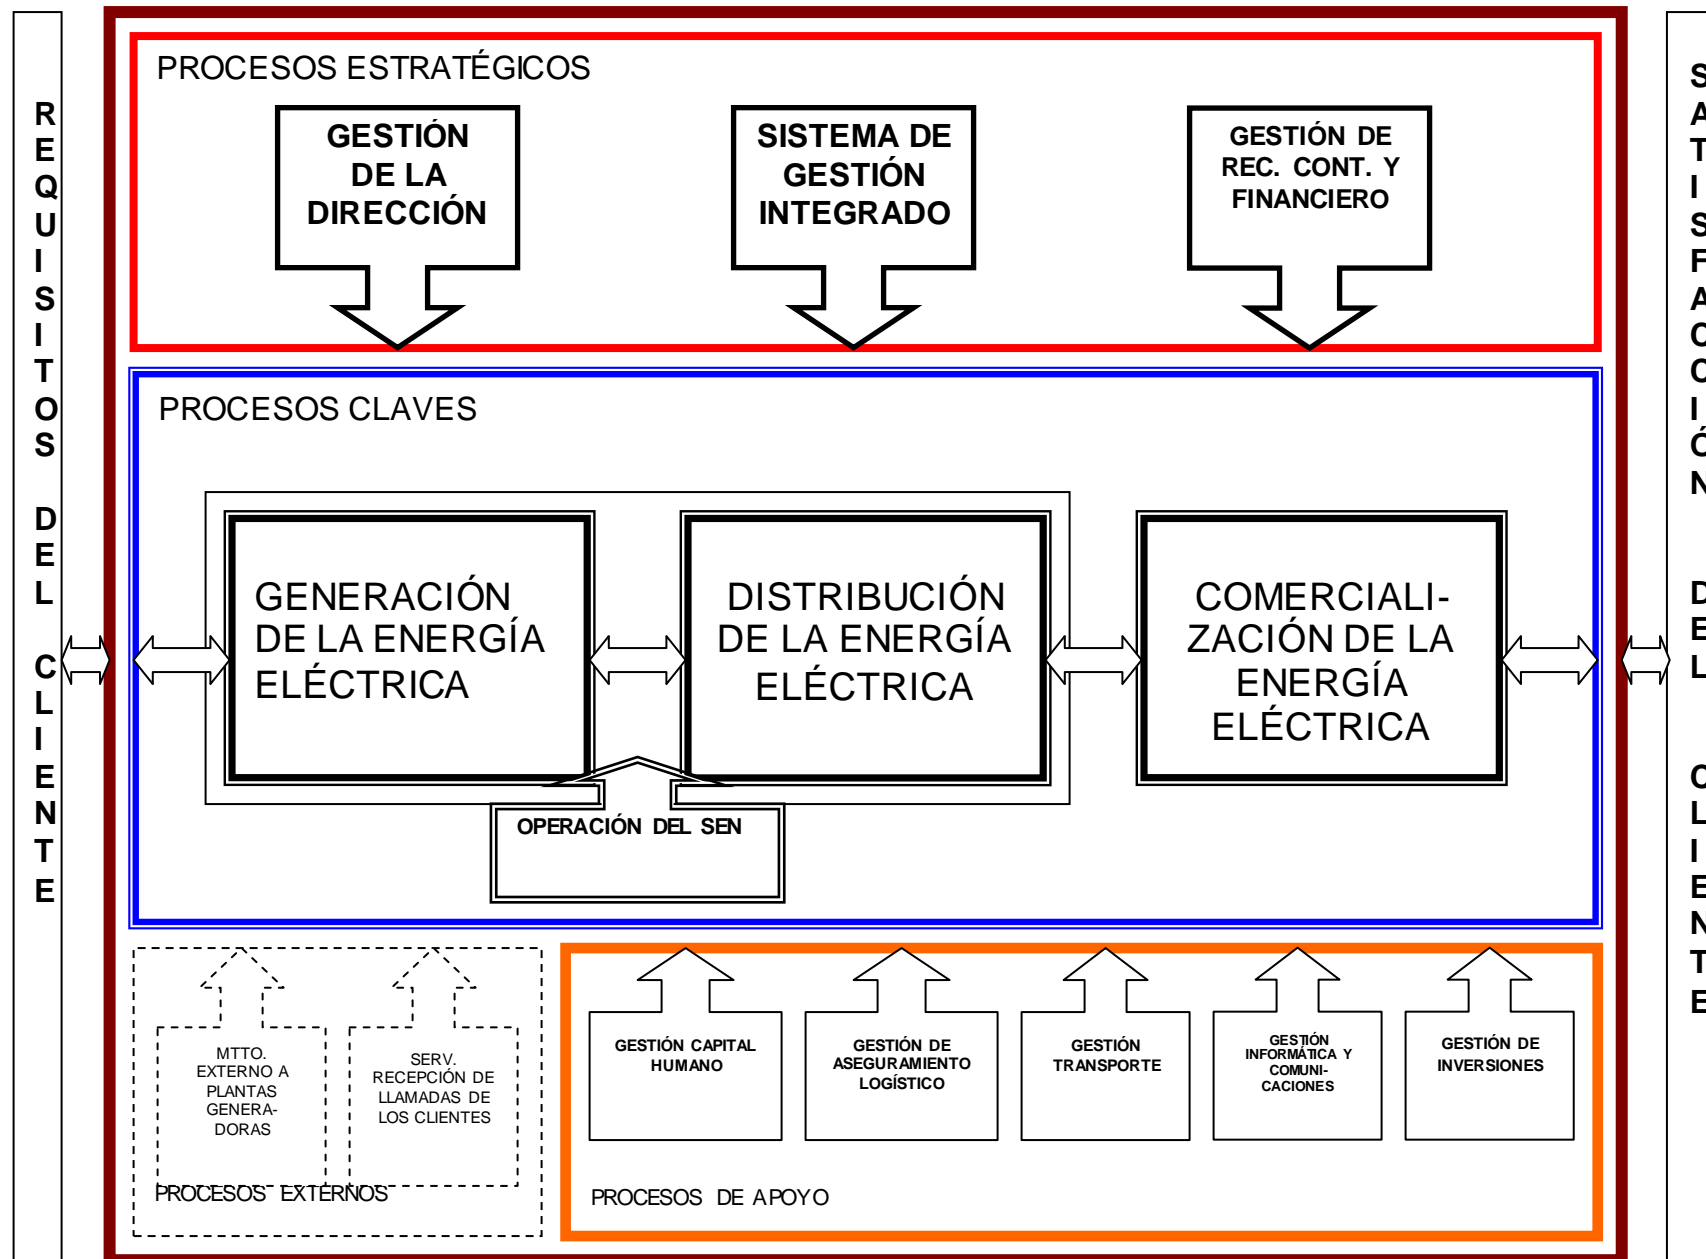 REQUISITOS DEL CLIENTE
PROCESOS ESTRATÉGICOS
GESTIÓN
DE LA
DIRECCIÓN
SISTEMA DE
GESTIÓN
INTEGRADO
GESTIÓN DE
REC. CONT. Y
FINANCIERO
PROCESOS CLAVES
GENERACIÓN
DE LA ENERGÍA
ELÉCTRICA
DISTRIBUCIÓN
DE LA ENERGÍA
ELÉCTRICA
COMERCIALI-
ZACIÓN DE LA
ENERGÍA
ELÉCTRICA
OPERACIÓN DEL SEN
MTTO.
EXTERNO A
PLANTAS
GENERA-
DORAS
SERV.
RECEPCIÓN DE
LLAMADAS DE
LOS CLIENTES
PROCESOS EXTERNOS
GESTIÓN CAPITAL
HUMANO
GESTIÓN DE
ASEGURAMIENTO
LOGÍSTICO
GESTIÓN
TRANSPORTE
GESTIÓN
INFORMÁTICA Y
COMUNI-
CACIONES
GESTIÓN DE
INVERSIONES
PROCESOS DE APOYO
SATISFACCIÓN DEL CLIENTE